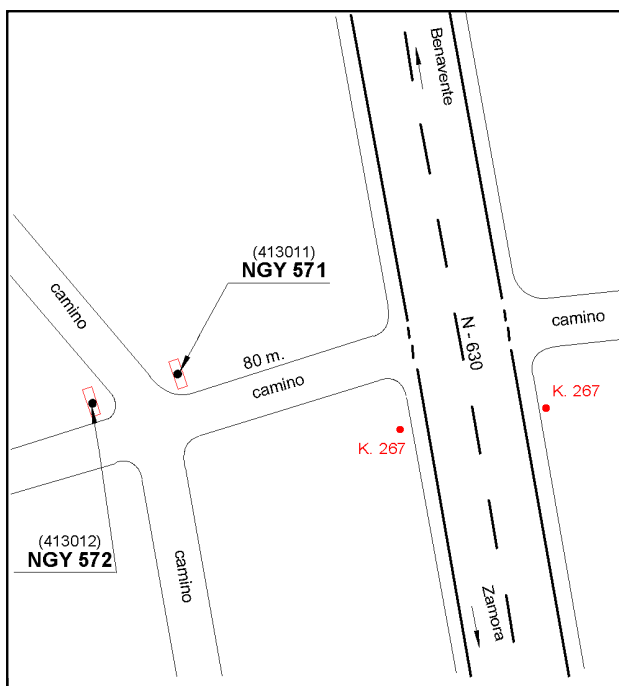 Benavente
(413011)
NGY 571
camino
80 m.
camino
N - 630
camino
K. 267
K. 267
(413012)
NGY 572
camino
Zamora